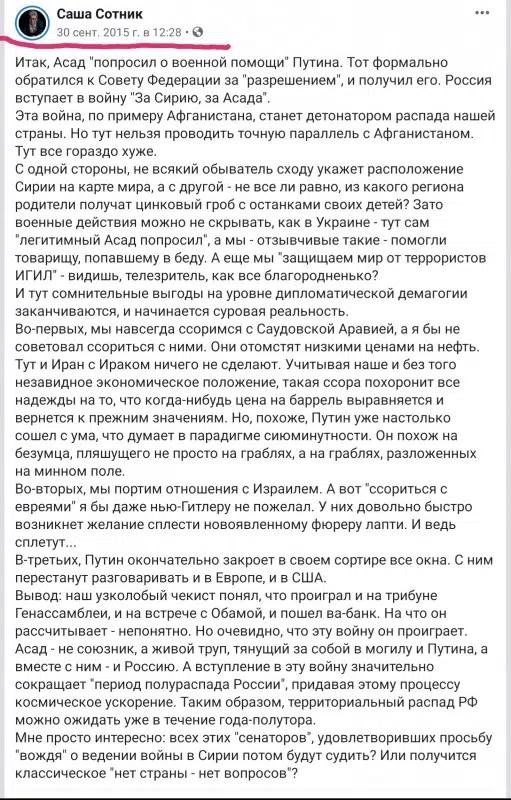 Саша Сотник
30 сент. 2015 г. в 12:28 ·
Итак, Асад "попросил о военной помощи" Путина. Тот формально
обратился к Совету Федерации за "разрешением", и получил его. Россия
вступает в войну "За Сирию, за Асада".
Эта война, по примеру Афганистана, станет детонатором распада нашей
страны. Но тут нельзя проводить точную параллель с Афганистаном.
Тут все гораздо хуже.
С одной стороны, не всякий обыватель сходу укажет расположение
Сирии на карте мира, а с другой - не все ли равно, из какого региона
родители получат цинковый гроб с останками своих детей? Зато
военные действия можно не скрывать, как в Украине - тут сам
"легитимный Асад попросил", а мы - отзывчивые такие - помогли
товарищу, попавшему в беду. А еще мы "защищаем мир от террористов
ИГИЛ" - видишь, телезритель, как все благородненько?
И тут сомнительные выгоды на уровне дипломатической демагогии
заканчиваются, и начинается суровая реальность.
Во-первых, мы навсегда ссоримся с Саудовской Аравией, а я бы не
советовал ссориться с ними. Они отомстят низкими ценами на нефть.
Тут и Иран с Ираком ничего не сделают. Учитывая наше и без того
незавидное экономическое положение, такая ссора похоронит все
надежды на то, что когда-нибудь цена на баррель выравняется и
вернется к прежним значениям. Но, похоже, Путин уже настолько
сошел с ума, что думает в парадигме сиюминутности. Он похож на
безумца, пляшущего не просто на граблях, а на граблях, разложенных
на минном поле.
Во-вторых, мы портим отношения с Израилем. А вот "ссориться с
евреями" я бы даже нью-Гитлеру не пожелал. У них довольно быстро
возникнет желание сплести новоявленному фюреру лапти. И ведь
сплетут...
В-третьих, Путин окончательно закроет в своем сортире все окна. С ним
перестанут разговаривать и в Европе, и в США.
Вывод: наш узколобый чекист понял, что проиграл и на трибуне
Генассамблеи, и на встрече с Обамой, и пошел ва-банк. На что он
рассчитывает - непонятно. Но очевидно, что эту войну он проиграет.
Асад - не союзник, а живой труп, тянущий за собой в могилу и Путина, а
вместе с ним - и Россию. А вступление в эту войну значительно
сокращает "период полураспада России", придавая этому процессу
космическое ускорение. Таким образом, территориальный распад РФ
можно ожидать уже в течение года-полутора.
Мне просто интересно: всех этих "сенаторов", удовлетворивших просьбу
"вождя" о ведении войны в Сирии потом будут судить? Или получится
классическое "нет страны - нет вопросов"?